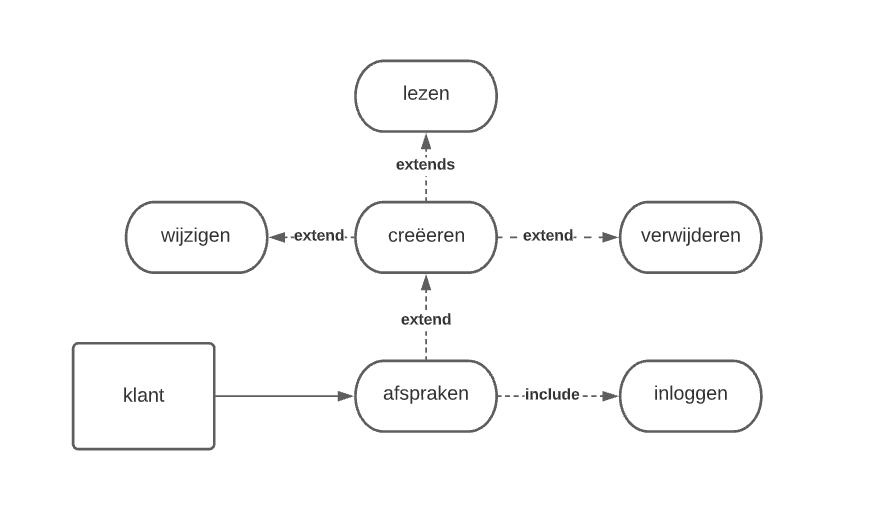 lezen
extends
wijzigen
extend
creëeren
extend
verwijderen
extend
klant
afspraken
include
inloggen